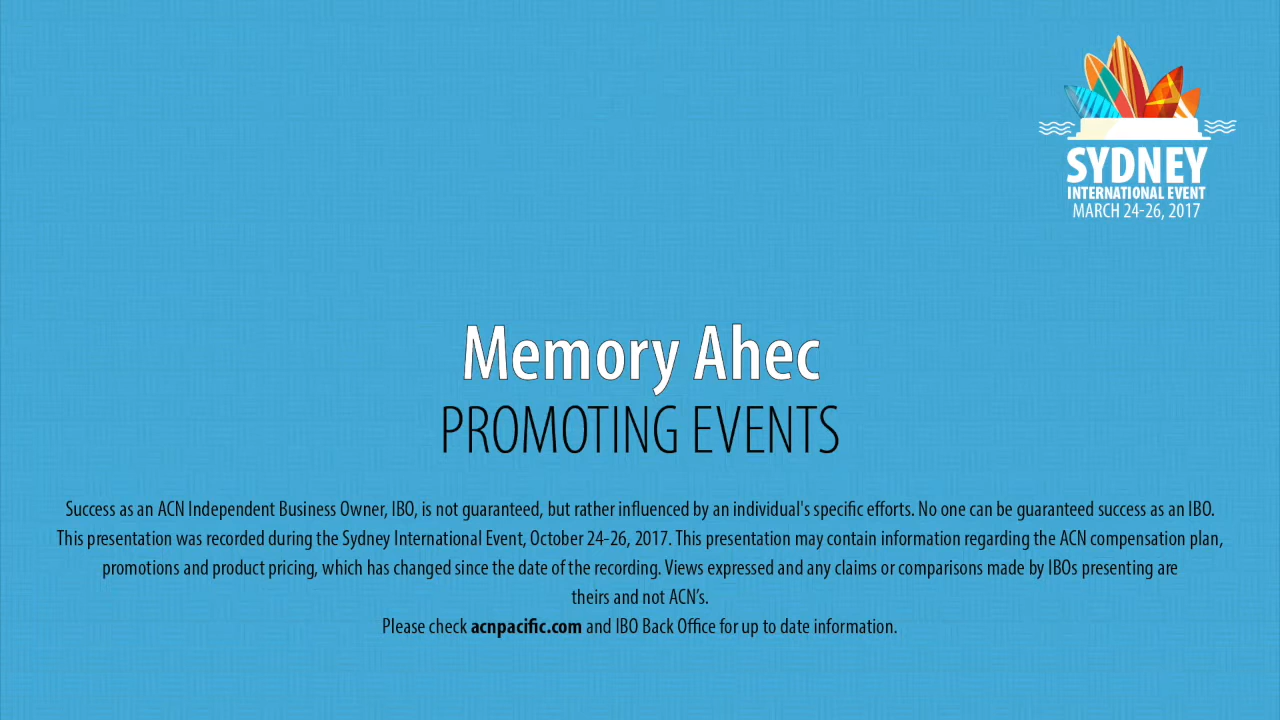 SYDNEY
INTERNATIONAL EVENT
MARCH 24-26, 2017
Memory Ahec
PROMOTING EVENTS
Success as an ACN Independent Business Owner, IBO, is not guaranteed, but rather influenced by an individual's specific efforts. No one can be guaranteed success as an IBO.
This presentation was recorded during the Sydney International Event, October 24-26, 2017. This presentation may contain information regarding the ACN compensation plan,
promotions and product pricing, which has changed since the date of the recording. Views expressed and any claims or comparisons made by IBOs presenting are
theirs and not ACN’s.
Please check acnpacific.com and IBO Back Office for up to date information.